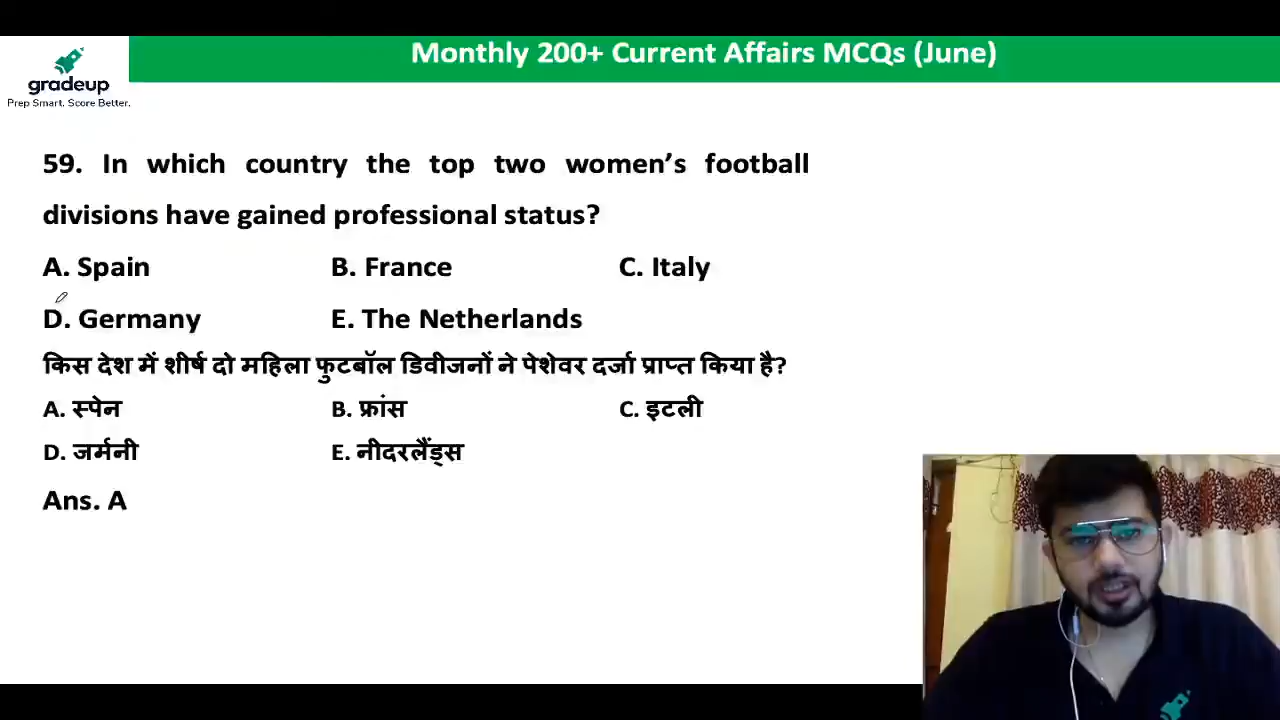 Monthly 200+ Current Affairs MCQs (June)
gradeup
Prep Smart. Score Better.
59. In which country the top two women’s football
divisions have gained professional status?
A. Spain B. France C. Italy
D. Germany E. The Netherlands
किस देश में शीर्ष दो महिला फुटबॉल डिवीजनों ने पेशेवर दर्जा प्राप्त किया है?
A. स्पेन B. फ्रांस C. इटली
D. जर्मनी E. नीदरलैंड्स
Ans. A